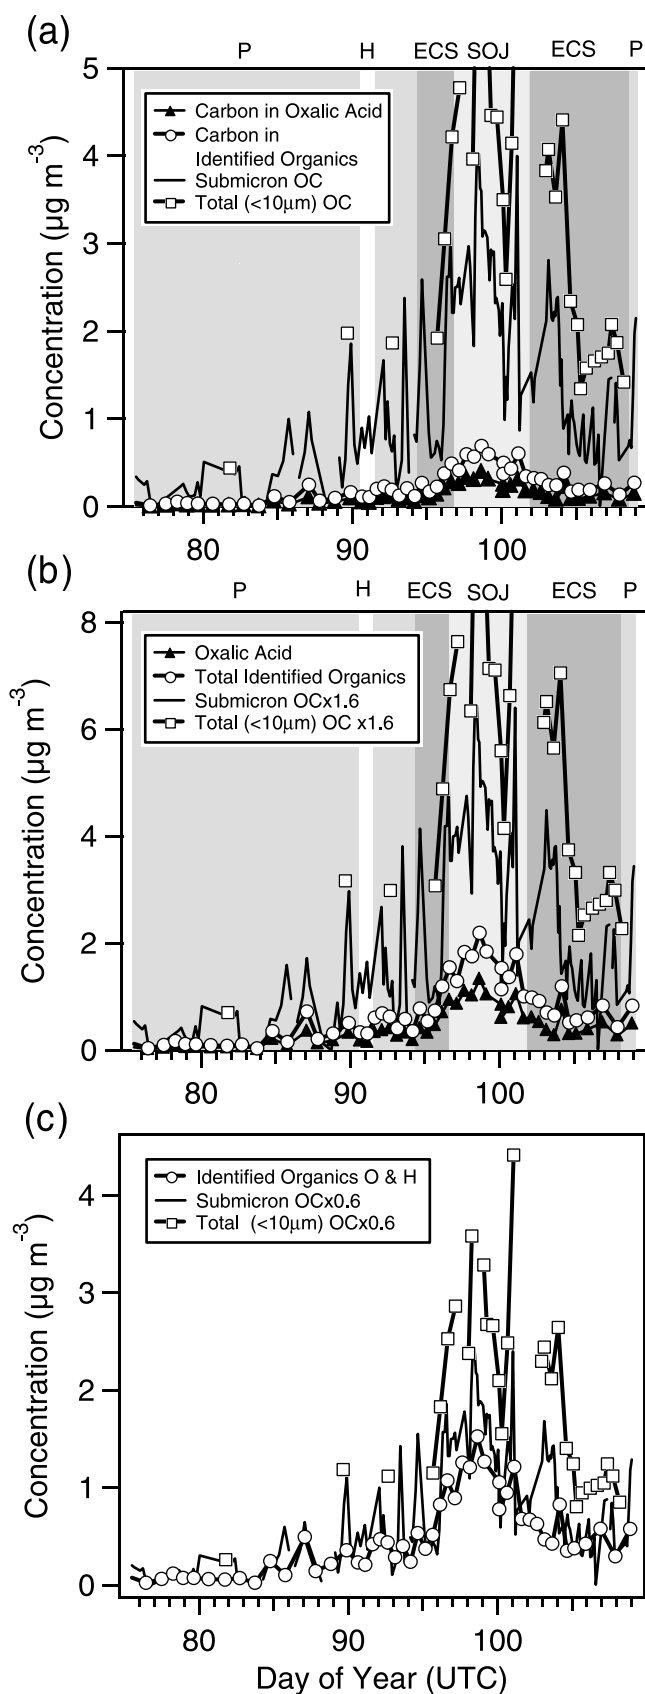 (a)
P H ECS SOJ ECS P
5
Carbon in Oxalic Acid
Carbon in
Identified Organics
Submicron OC
Total (<10μm) OC
4
3
2
1
0
Concentration (μg m⁻³)
80 90 100
(b)
P H ECS SOJ ECS P
8
Oxalic Acid
Total Identified Organics
Submicron OCx1.6
Total (<10μm) OC x1.6
6
4
2
0
Concentration (μg m⁻³)
80 90 100
(c)
Identified Organics O & H
Submicron OCx0.6
Total (<10μm) OCx0.6
4
3
2
1
0
Concentration (μg m⁻³)
80 90 100
Day of Year (UTC)